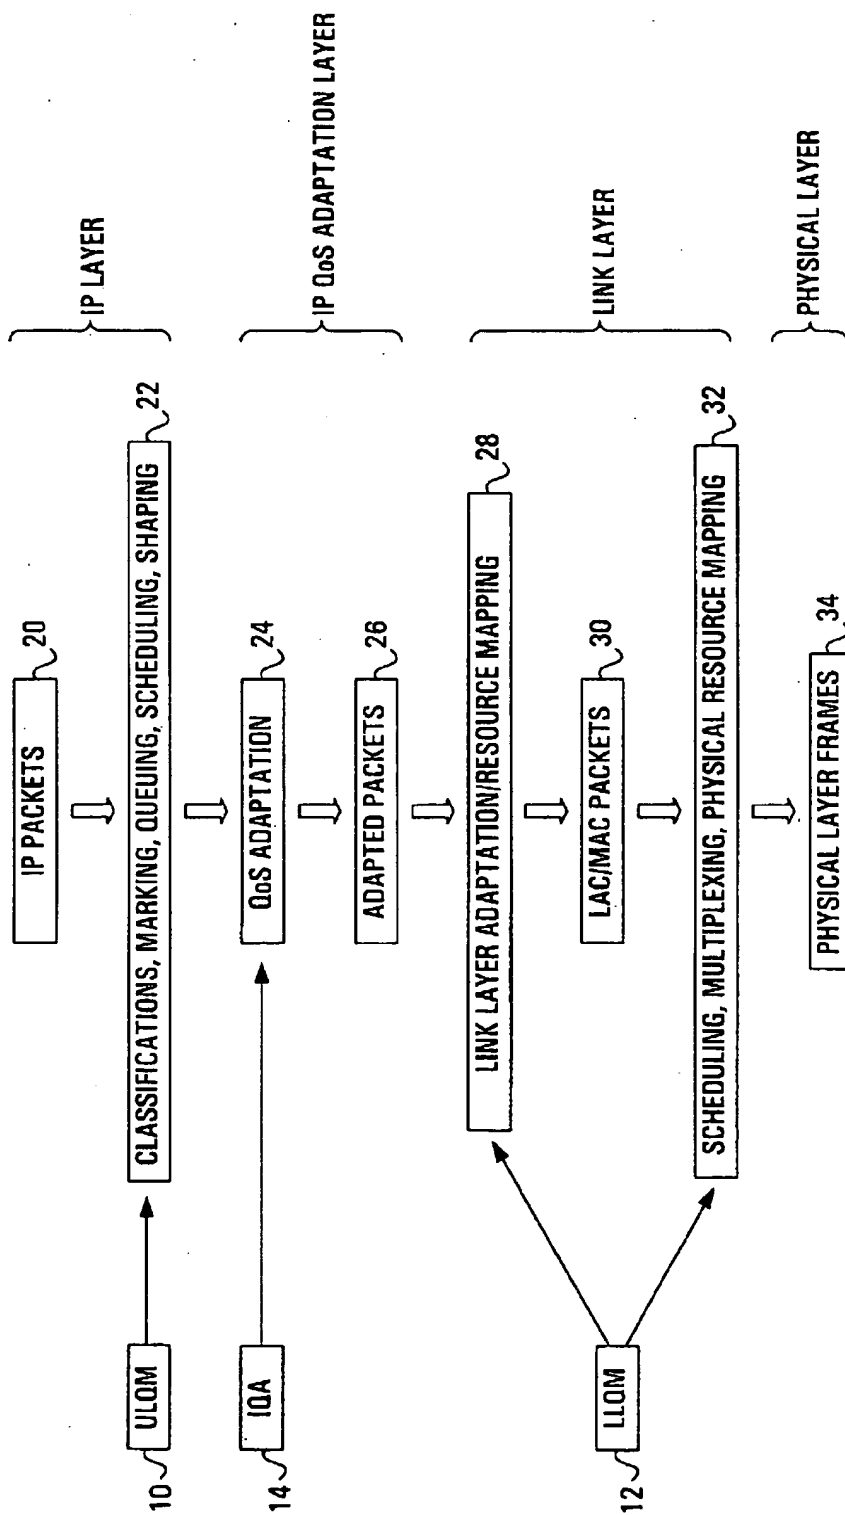 IP PACKETS
20
IP LAYER
ULQM
10
CLASSIFICATIONS, MARKING, QUEUING, SCHEDULING, SHAPING
22
IQA
14
QoS ADAPTATION
24
IP QoS ADAPTATION LAYER
ADAPTED PACKETS
26
LINK LAYER ADAPTATION/RESOURCE MAPPING
28
LINK LAYER
LLQM
12
LAC/MAC PACKETS
30
SCHEDULING, MULTIPLEXING, PHYSICAL RESOURCE MAPPING
32
PHYSICAL LAYER FRAMES
34
PHYSICAL LAYER